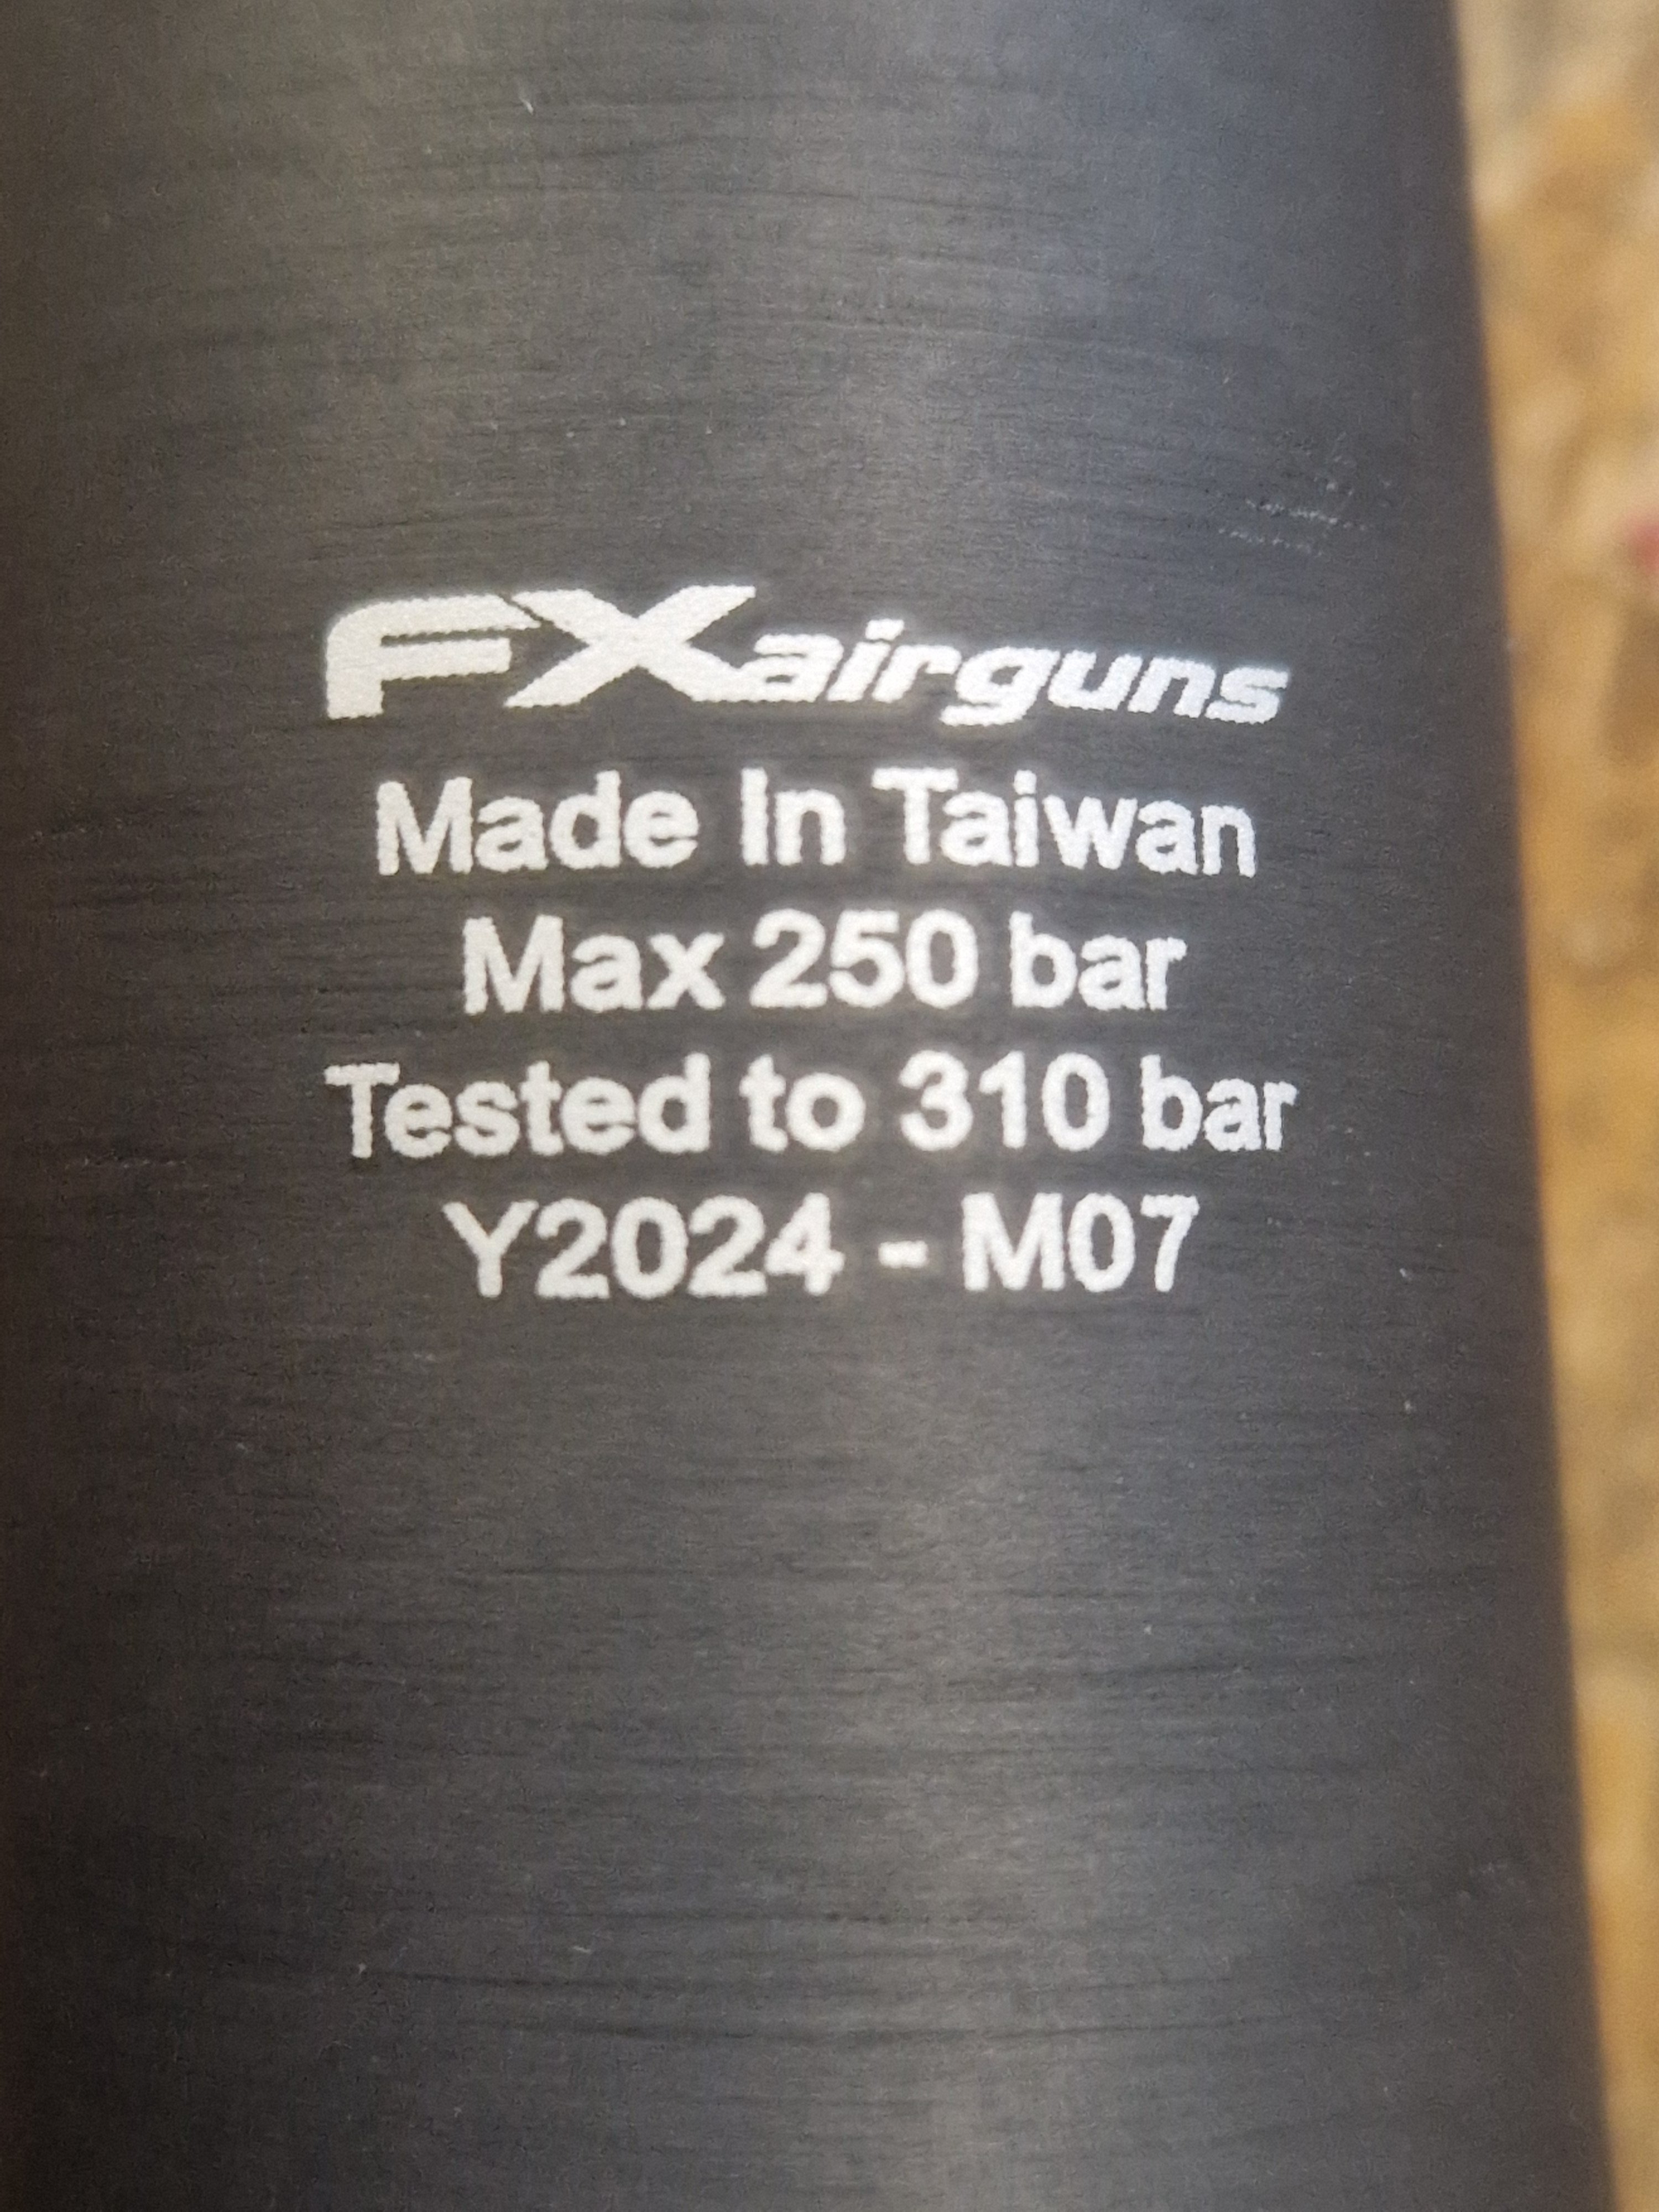 FXairguns
Made In Taiwan
Max 250 bar
Tested to 310 bar
Y2024 - M07